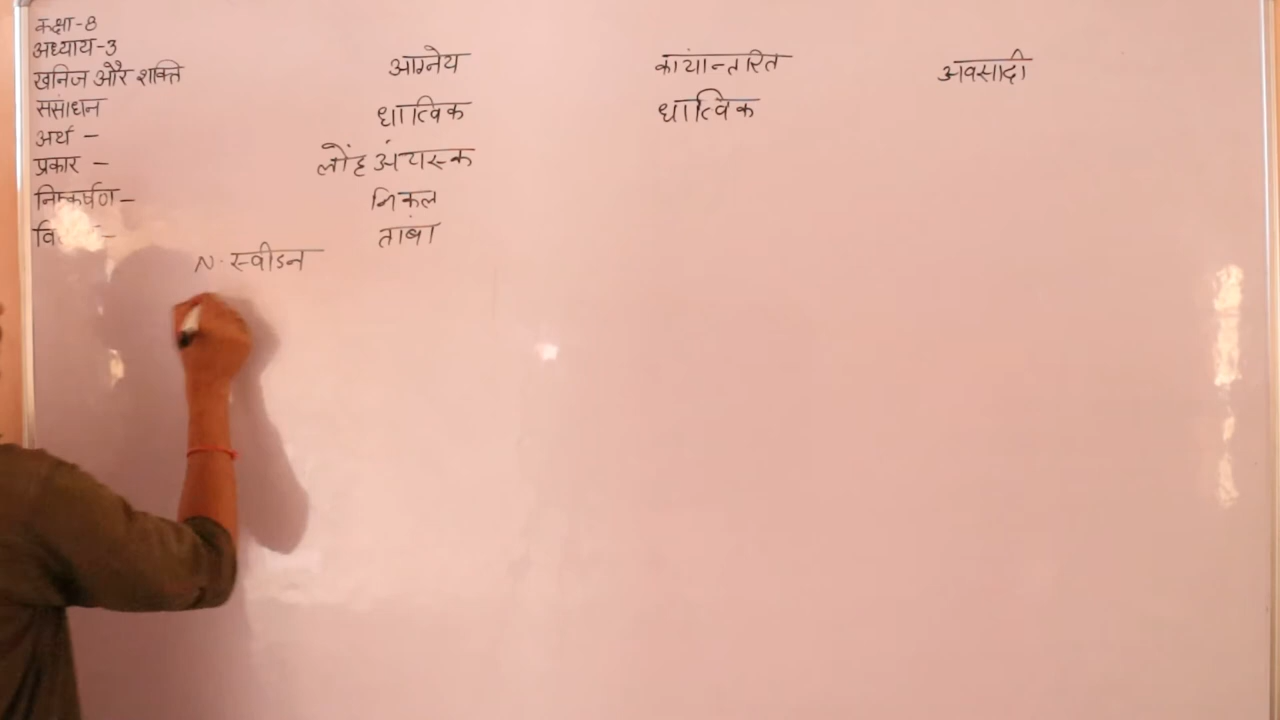 कक्षा-8
अध्याय-3
खनिज और शक्ति
संसाधन
अर्थ -
प्रकार -
निष्कर्षण-
आग्नेय
धात्विक
लौह अयस्क
निकल
तांबा
N. स्वीडन
कायान्तरित
धात्विक
अवसादी